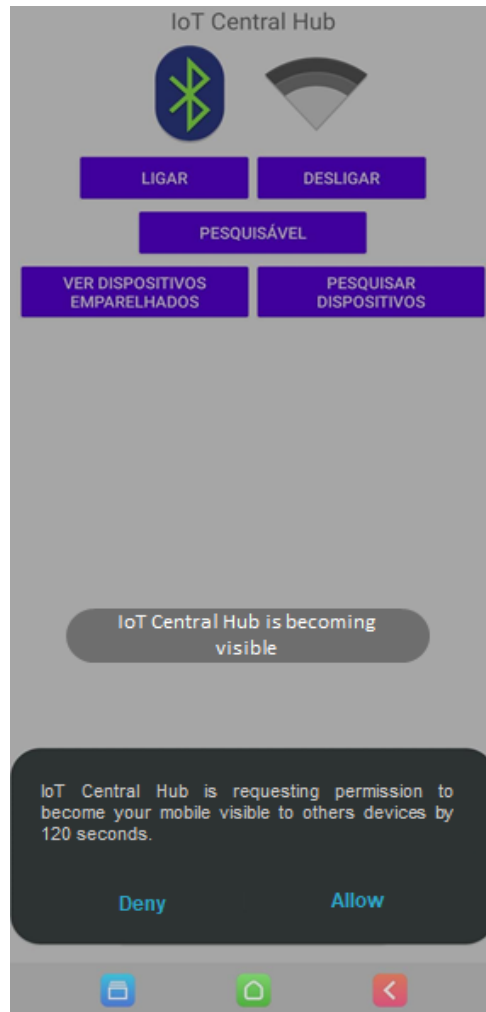 IoT Central Hub
LIGAR
DESLIGAR
PESQUISÁVEL
VER DISPOSITIVOS
EMPARELHADOS
PESQUISAR
DISPOSITIVOS
IoT Central Hub is becoming
visible
IoT Central Hub is requesting permission to
become your mobile visible to others devices by
120 seconds.
Deny
Allow